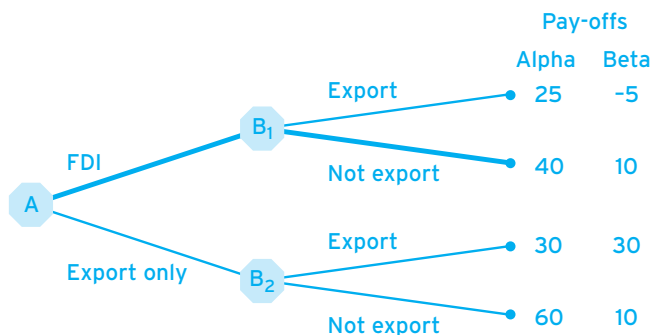 Pay-offs
Alpha Beta
Export 25 -5
B1
FDI
Not export 40 10
A
Export 30 30
Export only
B2
Not export 60 10